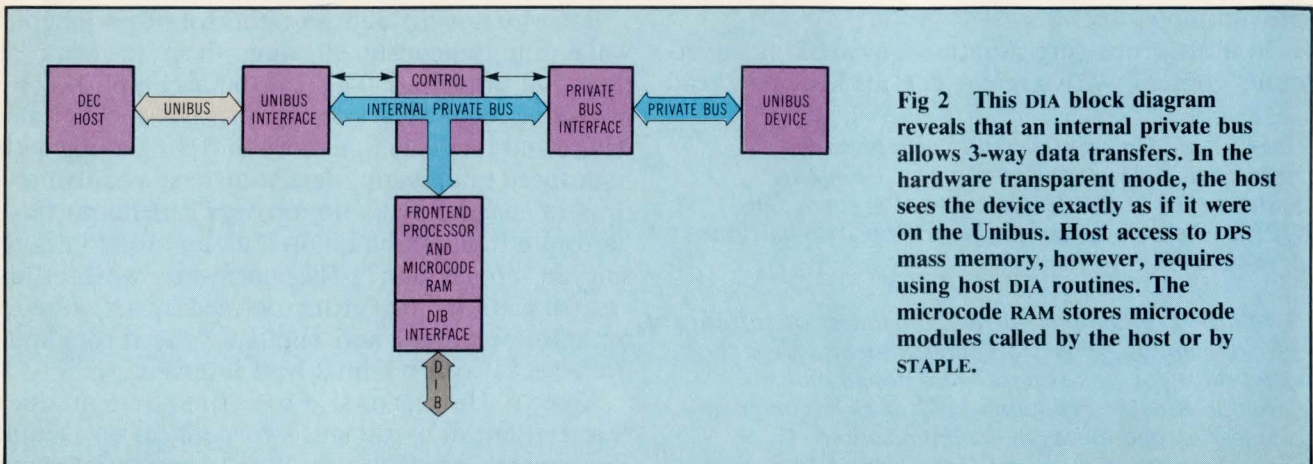 DEC
HOST
UNIBUS
UNIBUS
INTERFACE
CONTROL
INTERNAL PRIVATE BUS
PRIVATE
BUS
INTERFACE
PRIVATE BUS
UNIBUS
DEVICE
FRONTEND
PROCESSOR
AND
MICROCODE
RAM
DIB
INTERFACE
D
I
B
Fig 2 This DIA block diagram
reveals that an internal private bus
allows 3-way data transfers. In the
hardware transparent mode, the host
sees the device exactly as if it were
on the Unibus. Host access to DPS
mass memory, however, requires
using host DIA routines. The
microcode RAM stores microcode
modules called by the host or by
STAPLE.